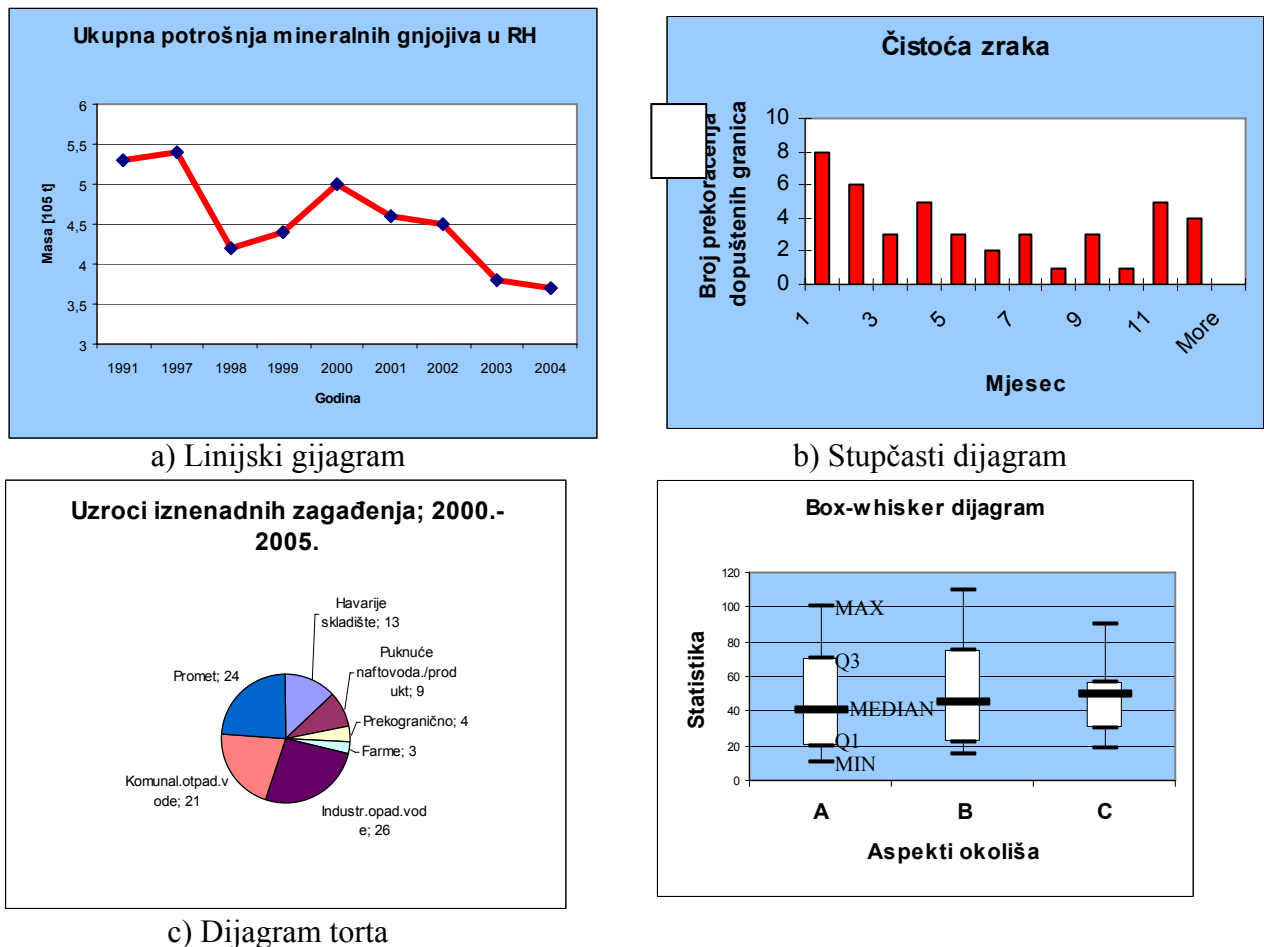 Ukupna potrošnja mineralnih gnjojiva u RH
Masa [105 t]
6
5,5
5
4,5
4
3,5
3
1991 1997 1998 1999 2000 2001 2002 2003 2004
Godina
a) Linijski gijagram
Čistoća zraka
Broj prekoračenja
dopuštenih granica
10
8
6
4
2
0
1 3 5 7 9 11 More
Mjesec
b) Stupčasti dijagram
Uzroci iznenadnih zagađenja; 2000.-
2005.
Havarije
skladište; 13
Puknuće
naftovoda./prod
ukt; 9
Prekogranično; 4
Farme; 3
Industr.opad.vod
e; 26
Komunal.otpad.v
ode; 21
Promet; 24
c) Dijagram torta
Box-whisker dijagram
Statistika
120
100
80
60
40
20
0
MAX
Q3
MEDIAN
Q1
MIN
A B C
Aspekti okoliša